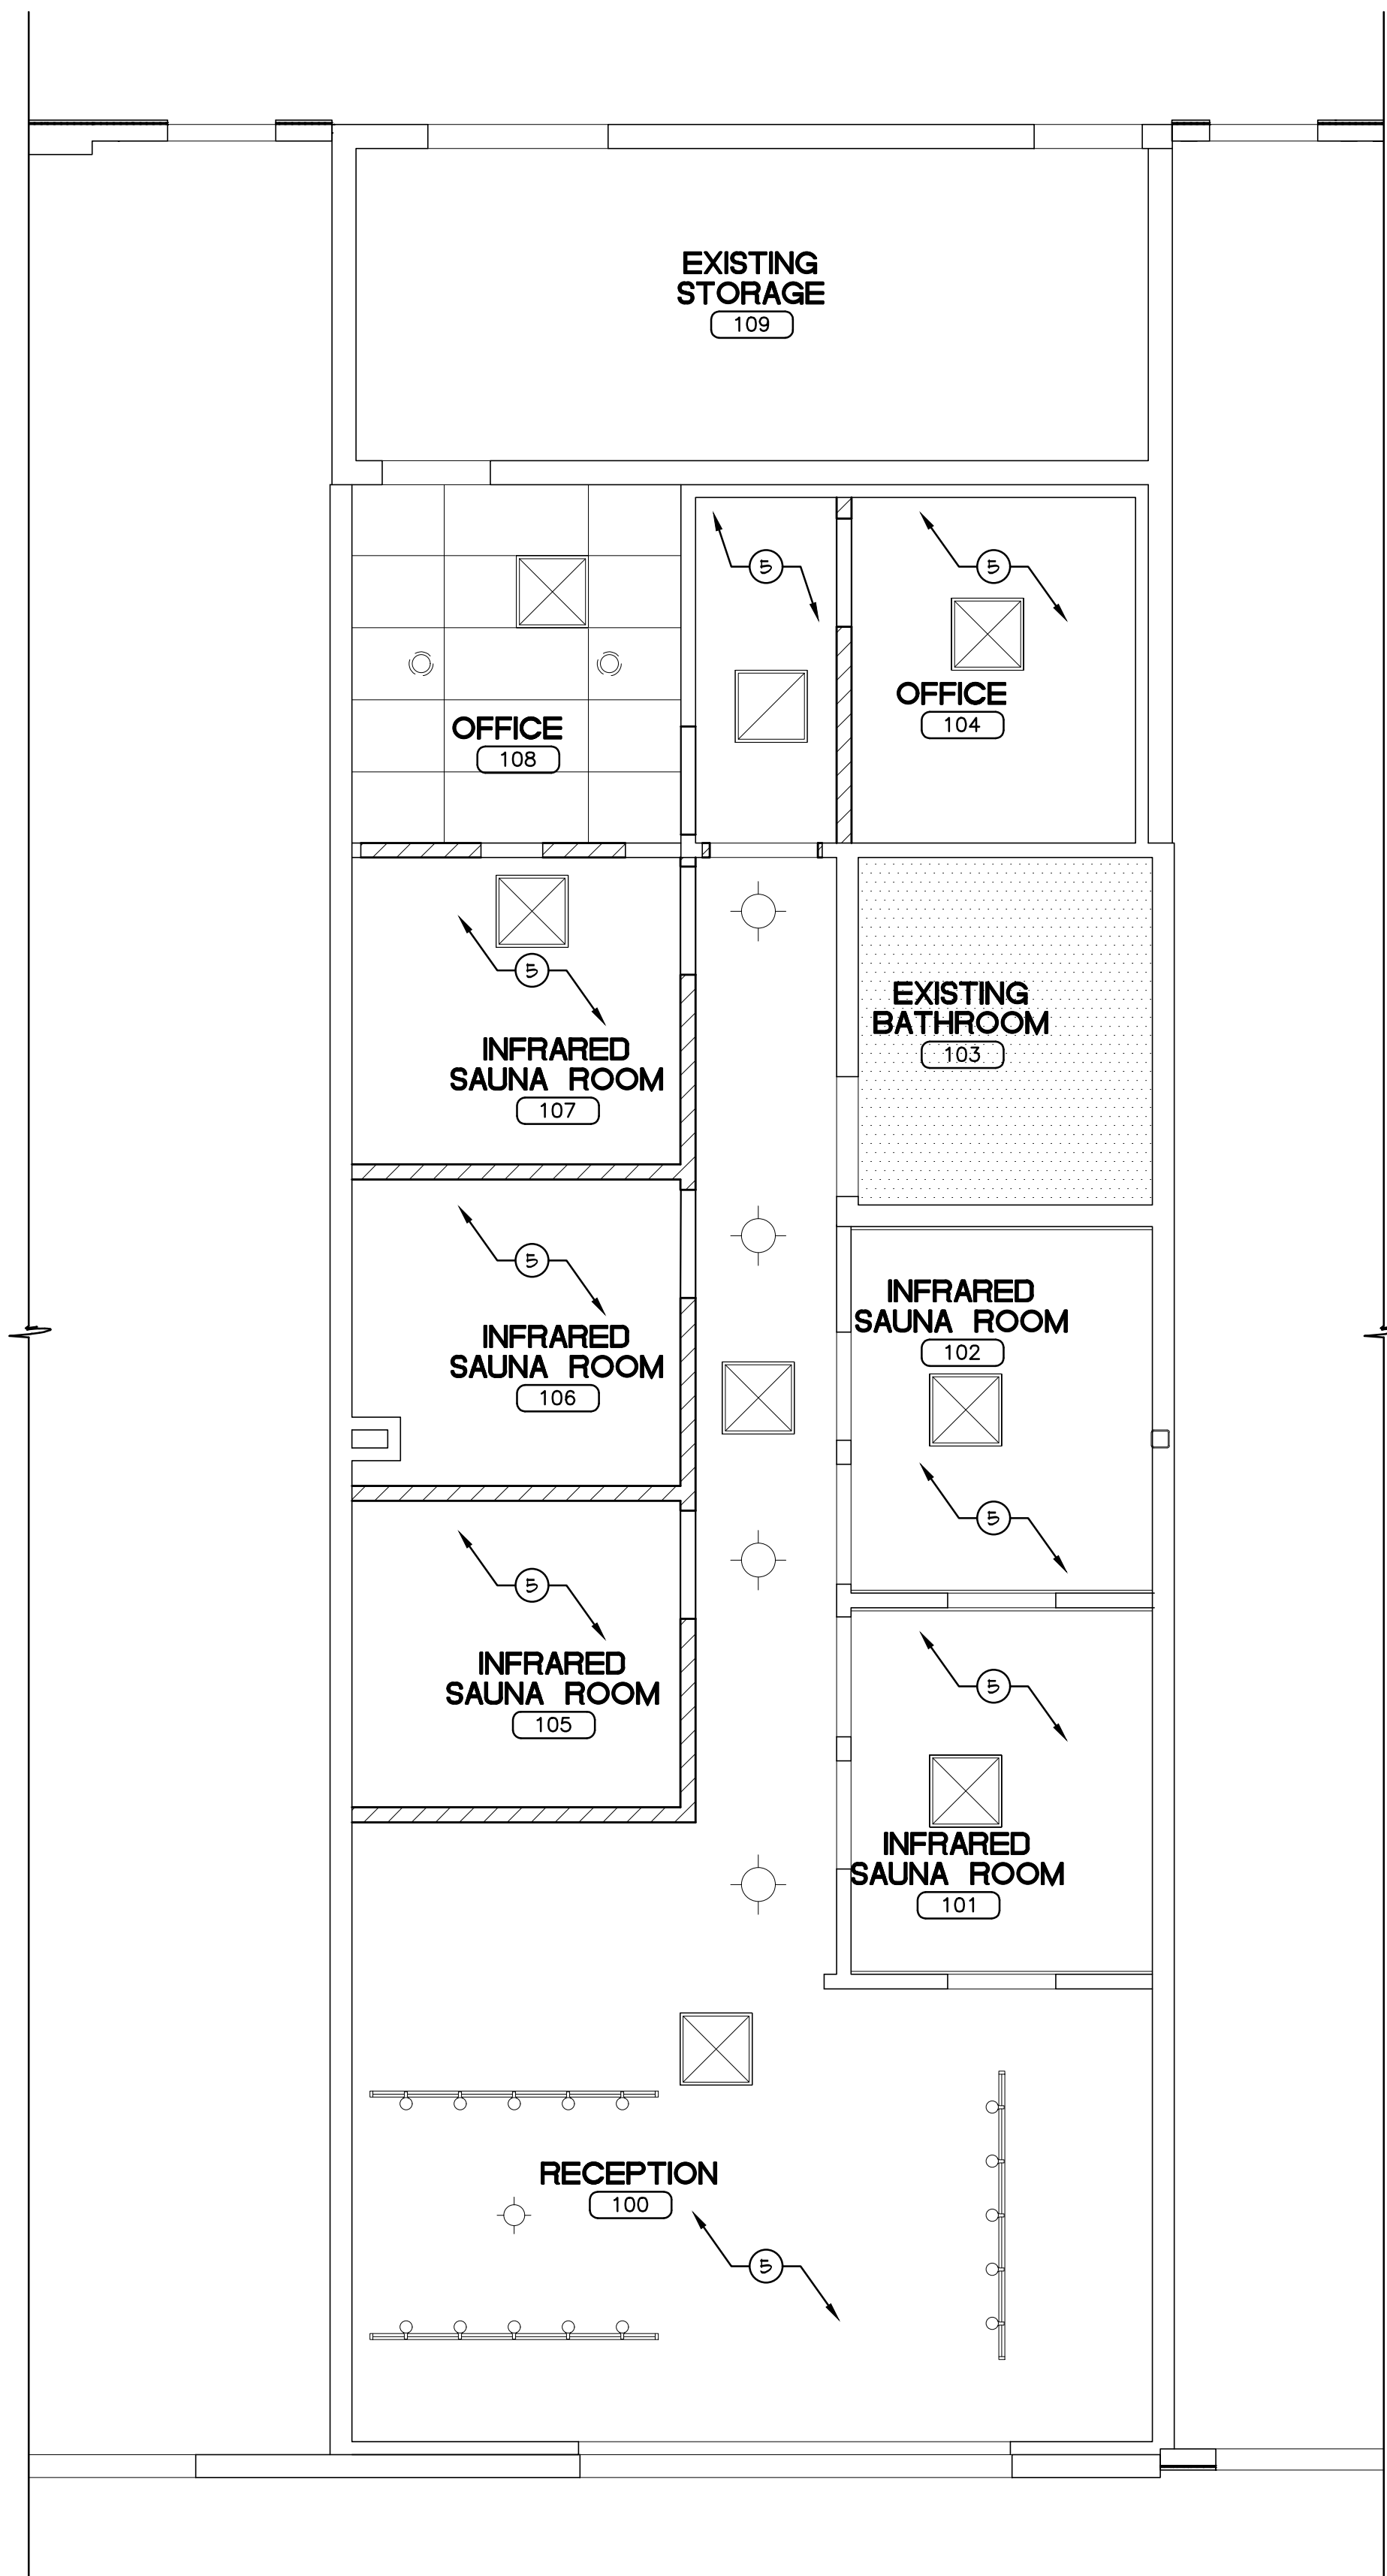 EXISTING
STORAGE
109
5
5
OFFICE
104
OFFICE
108
5
EXISTING
BATHROOM
103
INFRARED
SAUNA ROOM
107
5
INFRARED
SAUNA ROOM
102
INFRARED
SAUNA ROOM
106
5
5
INFRARED
SAUNA ROOM
105
5
INFRARED
SAUNA ROOM
101
RECEPTION
100
5